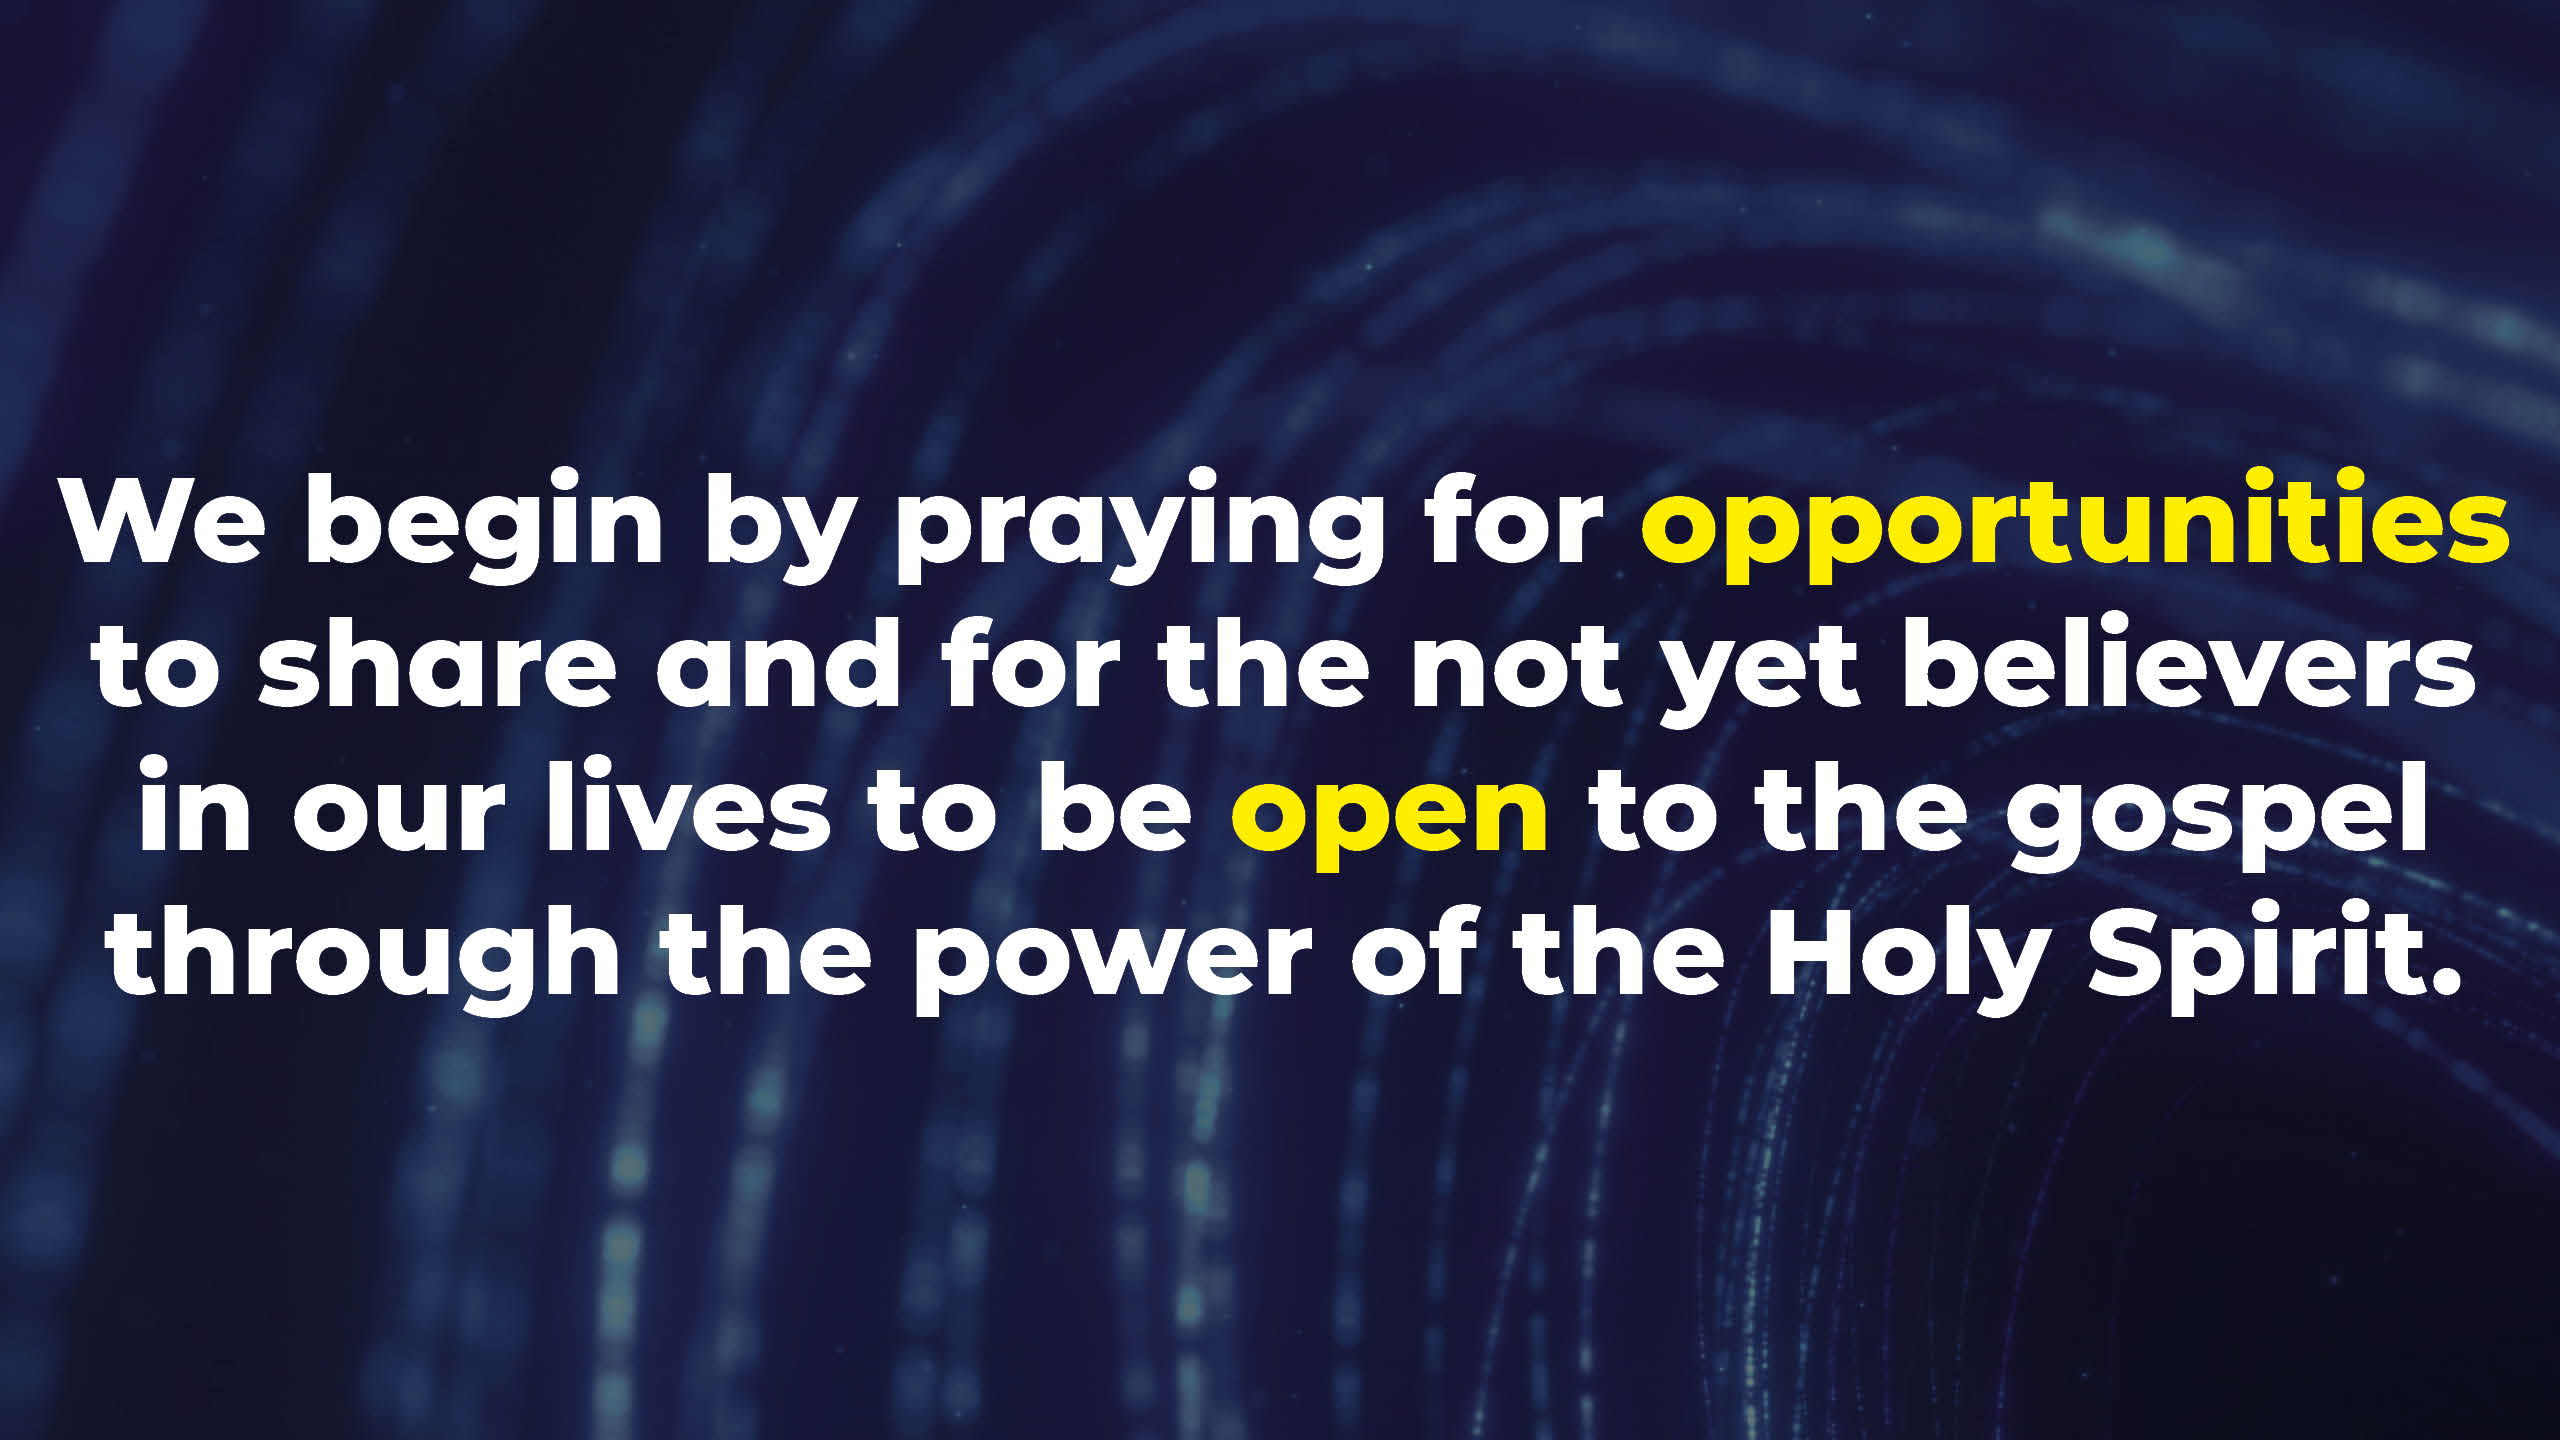 We begin by praying for opportunities
to share and for the not yet believers
in our lives to be open to the gospel
through the power of the Holy Spirit.